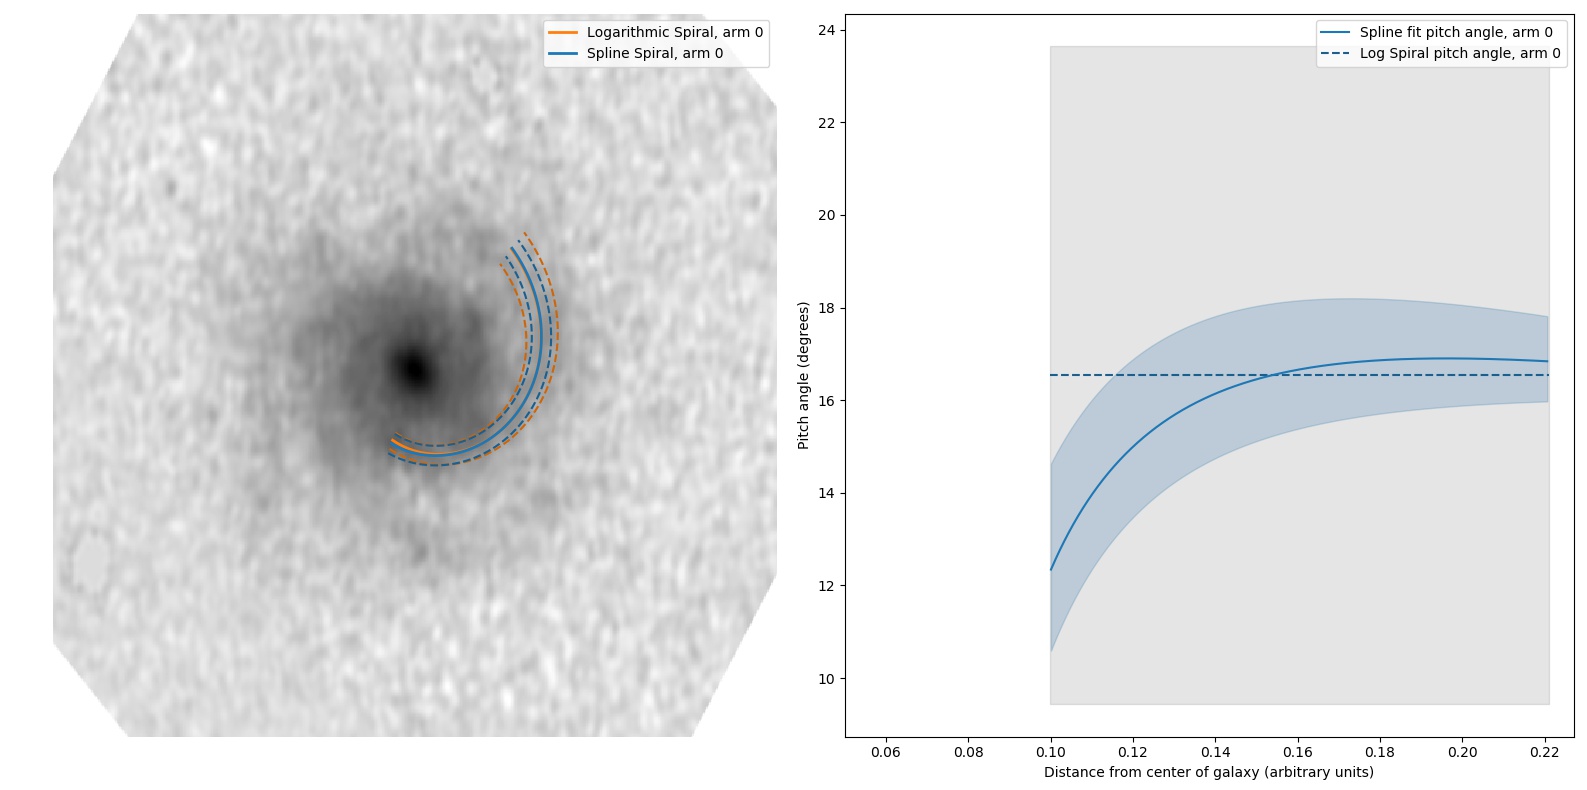 Logarithmic Spiral, arm 0
Spline Spiral, arm 0
Spline fit pitch angle, arm 0
Log Spiral pitch angle, arm 0
Pitch angle (degrees)
24
22
20
18
16
14
12
10
0.06 0.08 0.10 0.12 0.14 0.16 0.18 0.20 0.22
Distance from center of galaxy (arbitrary units)